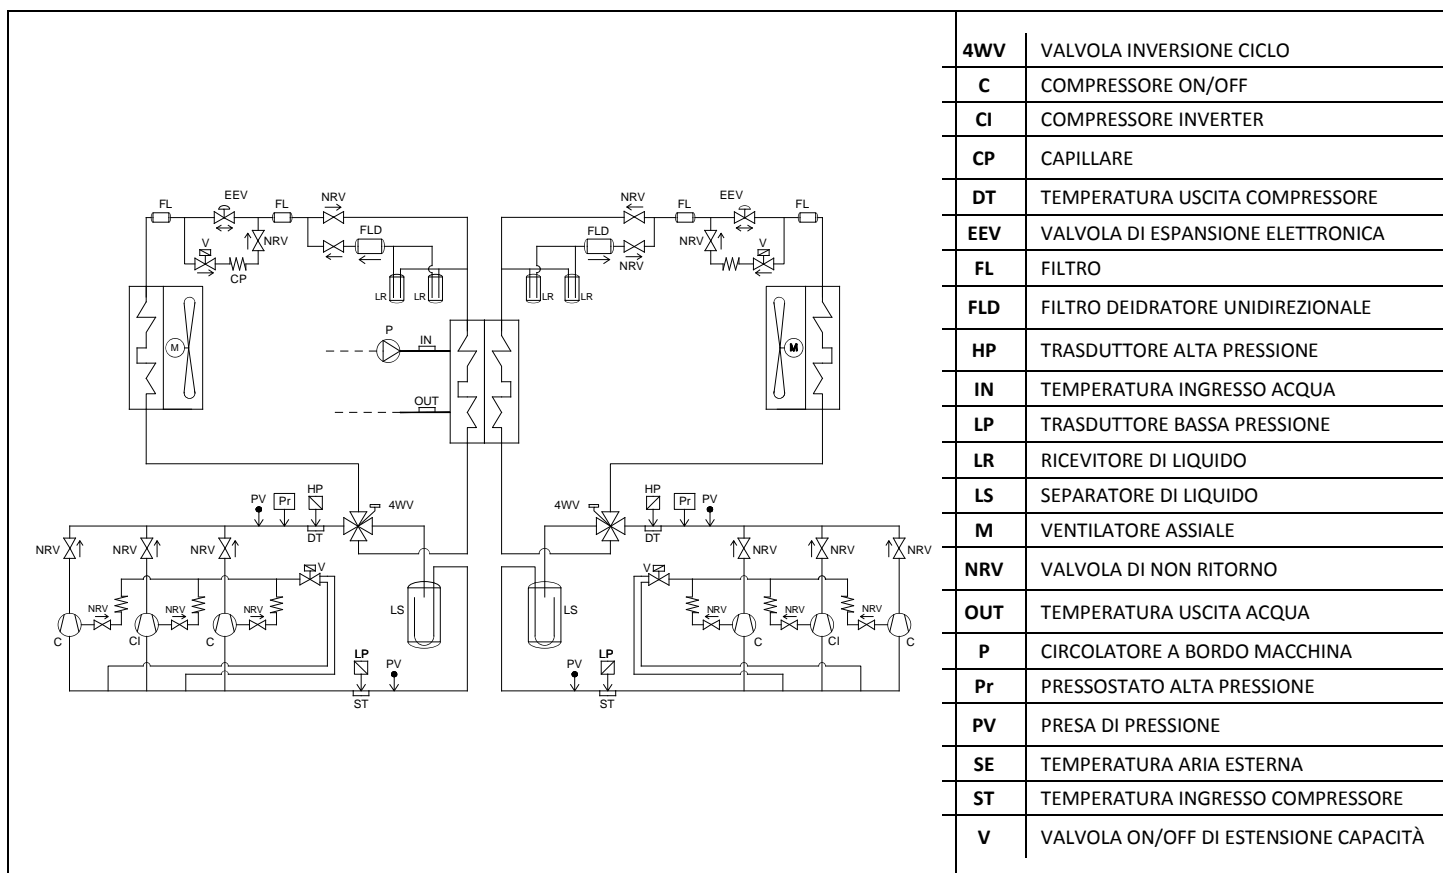 EEV
FL
FL
NRV
V
NRV
CP
FLD
LR
LR
M
P
IN
OUT
NRV
EEV
FL
FL
NRV
V
FLD
NRV
LR
LR
M
PV
Pr
HP
DT
4WV
NRV
NRV
NRV
V
NRV
NRV
NRV
C
CI
C
LS
LP
PV
ST
4WV
HP
Pr
PV
DT
NRV
NRV
NRV
V
NRV
NRV
NRV
C
CI
C
LS
PV
LP
ST
4WV VALVOLA INVERSIONE CICLO
C COMPRESSORE ON/OFF
CI COMPRESSORE INVERTER
CP CAPILLARE
DT TEMPERATURA USCITA COMPRESSORE
EEV VALVOLA DI ESPANSIONE ELETTRONICA
FL FILTRO
FLD FILTRO DEIDRATORE UNIDIREZIONALE
HP TRASDUTTORE ALTA PRESSIONE
IN TEMPERATURA INGRESSO ACQUA
LP TRASDUTTORE BASSA PRESSIONE
LR RICEVITORE DI LIQUIDO
LS SEPARATORE DI LIQUIDO
M VENTILATORE ASSIALE
NRV VALVOLA DI NON RITORNO
OUT TEMPERATURA USCITA ACQUA
P CIRCOLATORE A BORDO MACCHINA
Pr PRESSOSTATO ALTA PRESSIONE
PV PRESA DI PRESSIONE
SE TEMPERATURA ARIA ESTERNA
ST TEMPERATURA INGRESSO COMPRESSORE
V VALVOLA ON/OFF DI ESTENSIONE CAPACITÀ